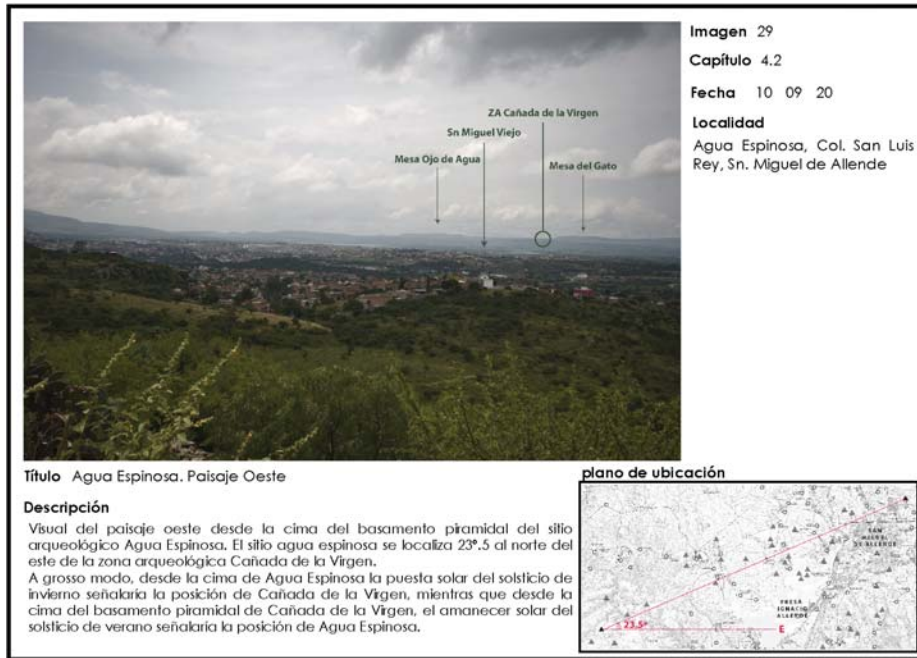 Imagen 29
Capítulo 4.2
Fecha 10 09 20
Localidad
Agua Espinosa, Col. San Luis
Rey, Sn. Miguel de Allende
ZA Cañada de la Virgen
Sn Miguel Viejo
Mesa Ojo de Agua
Mesa del Gato
Título Agua Espinosa. Paisaje Oeste
Descripción
Visual del paisaje oeste desde la cima del basamento piramidal del sitio
arqueológico Agua Espinosa. El sitio agua espinosa se localiza 23°.5 al norte del
este de la zona arqueológica Cañada de la Virgen.
A grosso modo, desde la cima de Agua Espinosa la puesta solar del solsticio de
invierno señalaría la posición de Cañada de la Virgen, mientras que desde la
cima del basamento piramidal de Cañada de la Virgen, el amanecer solar del
solsticio de verano señalaría la posición de Agua Espinosa.
plano de ubicación
SAN
MIGUEL
DE ALLENDE
PRESA
IGNACIO
ALLENDE
23.5°
E